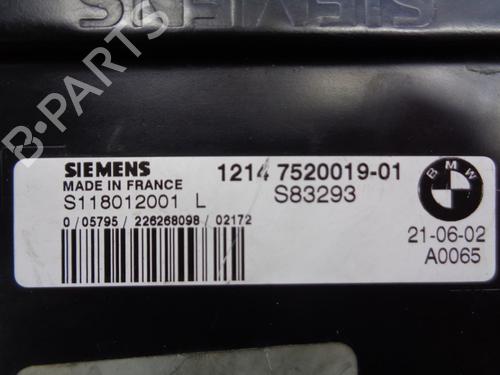 SIEMENS
B-PARTS
SIEMENS 1214 7520019-01
MADE IN FRANCE
S118012001 L S83293
0 / 05795 / 226268098 / 02172
BMW
21-06-02
A0065